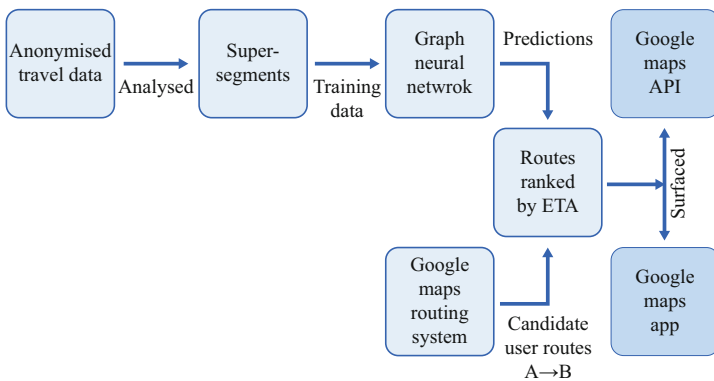 Anonymised
travel data
Analysed
Super-
segments
Training
data
Graph
neural
netwrok
Predictions
Google
maps
API
Routes
ranked
by ETA
Surfaced
Google
maps
routing
system
Candidate
user routes
A→B
Google
maps
app